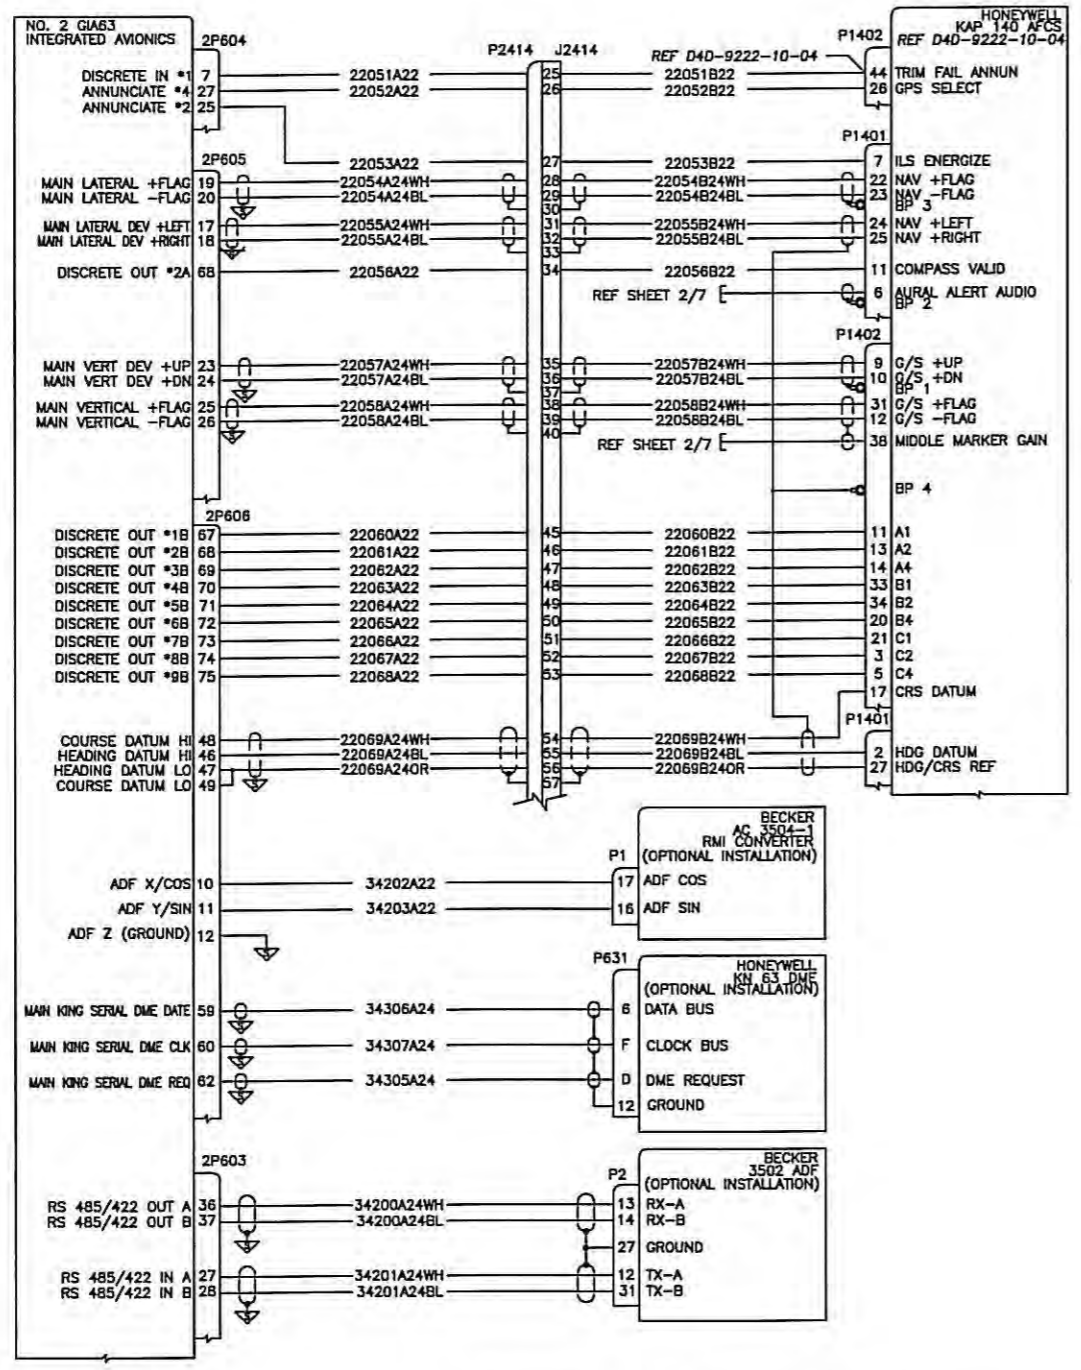 NO. 2 GIA63
INTEGRATED AVIONICS
HONEYWELL
KAP 140 AFCS
REF D4D-9222-10-04
2P604
P2414 J2414
P1402
REF D4D-9222-10-04
DISCRETE IN *1 7 22051A22 25 22051B22 44 TRIM FAIL ANNUN
ANNUNCIATE *4 27 22052A22 26 22052B22 26 GPS SELECT
ANNUNCIATE *2 25
P1401
2P605
22053A22 27 22053B22 7 ILS ENERGIZE
MAIN LATERAL +FLAG 19 22054A24WH 28 22054B24WH 22 NAV +FLAG
MAIN LATERAL -FLAG 20 22054A24BL 29 22054B24BL 23 NAV -FLAG
30 BP 3
MAIN LATERAL DEV +LEFT 17 22055A24WH 31 22055B24WH 24 NAV +LEFT
MAIN LATERAL DEV +RIGHT 18 22055A24BL 32 22055B24BL 25 NAV +RIGHT
33
DISCRETE OUT *2A 68 22056A22 34 22056B22 11 COMPASS VALID
REF SHEET 2/7 6 AURAL ALERT AUDIO
BP 2
P1402
MAIN VERT DEV +UP 23 22057A24WH 35 22057B24WH 9 G/S +UP
MAIN VERT DEV +DN 24 22057A24BL 36 22057B24BL 10 G/S +DN
37 BP 1
MAIN VERTICAL +FLAG 25 22058A24WH 38 22058B24WH 31 G/S +FLAG
MAIN VERTICAL -FLAG 26 22058A24BL 39 22058B24BL 12 G/S -FLAG
40
REF SHEET 2/7 38 MIDDLE MARKER GAIN
BP 4
2P606
DISCRETE OUT *1B 67 22060A22 45 22060B22 11 A1
DISCRETE OUT *2B 68 22061A22 46 22061B22 13 A2
DISCRETE OUT *3B 69 22062A22 47 22062B22 14 A4
DISCRETE OUT *4B 70 22063A22 48 22063B22 33 B1
DISCRETE OUT *5B 71 22064A22 49 22064B22 34 B2
DISCRETE OUT *6B 72 22065A22 50 22065B22 20 B4
DISCRETE OUT *7B 73 22066A22 51 22066B22 21 C1
DISCRETE OUT *8B 74 22067A22 52 22067B22 3 C2
DISCRETE OUT *9B 75 22068A22 53 22068B22 5 C4
17 CRS DATUM
P1401
COURSE DATUM HI 48 22069A24WH 54 22069B24WH
HEADING DATUM HI 46 22069A24BL 55 22069B24BL 2 HDG DATUM
HEADING DATUM LO 47 22069A24OR 56 22069B24OR 27 HDG/CRS REF
COURSE DATUM LO 49 57
BECKER
AC 3504-1
RMI CONVERTER
P1 (OPTIONAL INSTALLATION)
ADF X/COS 10 34202A22 17 ADF COS
ADF Y/SIN 11 34203A22 16 ADF SIN
ADF Z (GROUND) 12
P631
HONEYWELL
KN 63 DME
(OPTIONAL INSTALLATION)
MAIN KING SERIAL DME DATE 59 34306A24 6 DATA BUS
MAIN KING SERIAL DME CLK 60 34307A24 F CLOCK BUS
MAIN KING SERIAL DME REQ 62 34305A24 D DME REQUEST
12 GROUND
2P603
BECKER
3502 ADF
P2 (OPTIONAL INSTALLATION)
RS 485/422 OUT A 36 34200A24WH 13 RX-A
RS 485/422 OUT B 37 34200A24BL 14 RX-B
27 GROUND
RS 485/422 IN A 27 34201A24WH 12 TX-A
RS 485/422 IN B 28 34201A24BL 31 TX-B